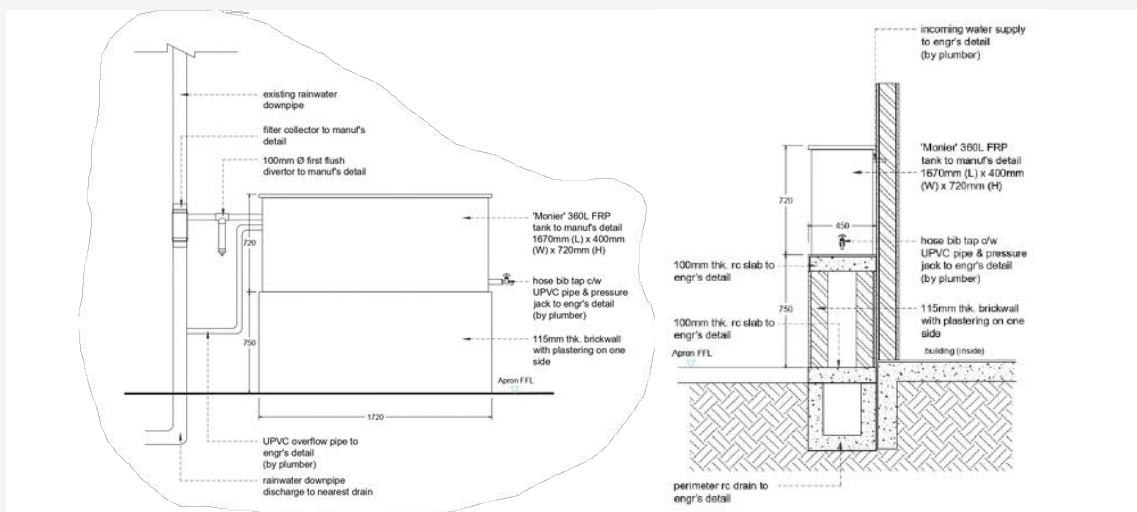 existing rainwater
downpipe
filter collector to manuf's
detail
100mm Ø first flush
divertor to manuf's detail
720
'Monier' 360L FRP
tank to manuf's detail
1670mm (L) x 400mm
(W) x 720mm (H)
hose bib tap c/w
UPVC pipe & pressure
jack to engr's detail
(by plumber)
750
115mm thk. brickwall
with plastering on one
side
Apron FFL
1720
UPVC overflow pipe to
engr's detail
(by plumber)
rainwater downpipe
discharge to nearest drain
incoming water supply
to engr's detail
(by plumber)
'Monier' 360L FRP
tank to manuf's detail
1670mm (L) x 400mm
(W) x 720mm (H)
720
450
hose bib tap c/w
UPVC pipe & pressure
jack to engr's detail
(by plumber)
100mm thk. rc slab to
engr's detail
750
115mm thk. brickwall
with plastering on one
side
100mm thk. rc slab to
engr's detail
building (inside)
Apron FFL
perimeter rc drain to
engr's detail